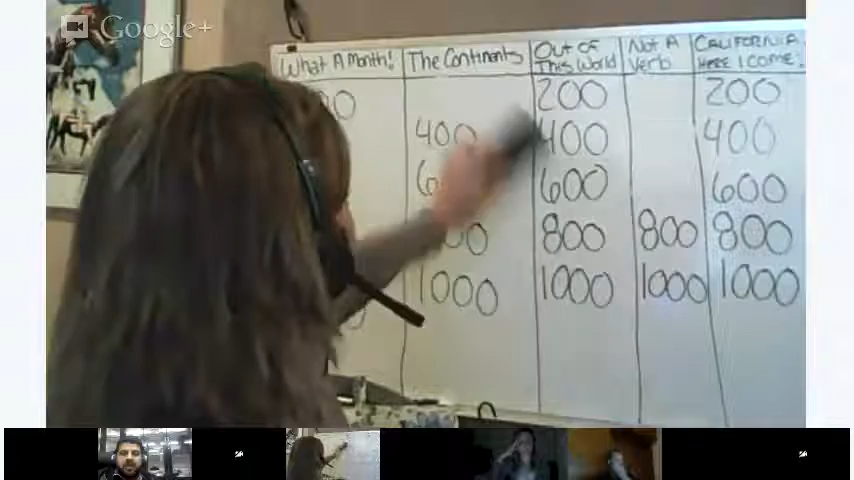 Google+
What A Month!
The Continents
Out Of
This World
Not A
Verb
California
Here I Come!
200
200
400
400
400
600
600
800
800
800
1000
1000
1000
1000